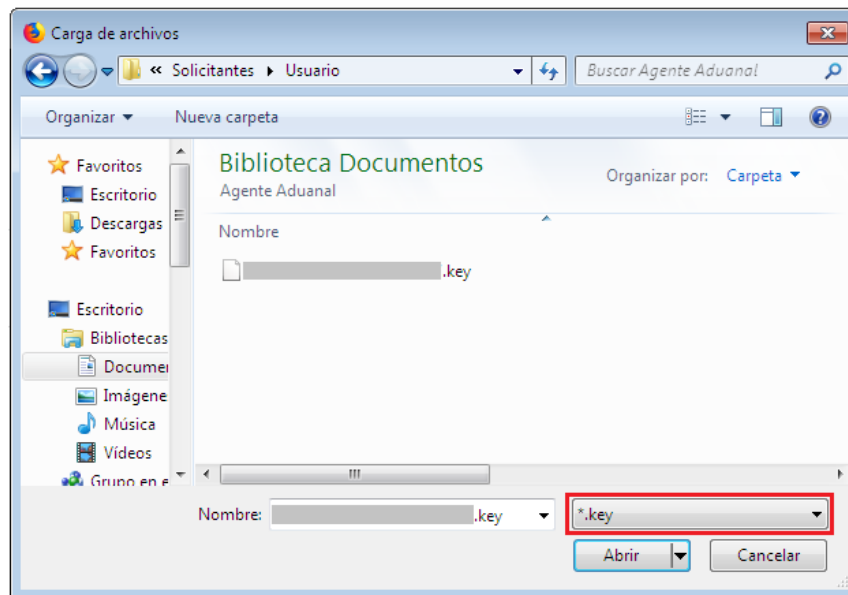 Carga de archivos
« Solicitantes Usuario
Buscar Agente Aduanal
Organizar Nueva carpeta
Favoritos
Escritorio
Descargas
Favoritos
Escritorio
Bibliotecas
Documen
Imágene
Música
Vídeos
Grupo en e
Biblioteca Documentos
Agente Aduanal
Organizar por: Carpeta
Nombre
.key
Nombre: .key
*.key
Abrir Cancelar